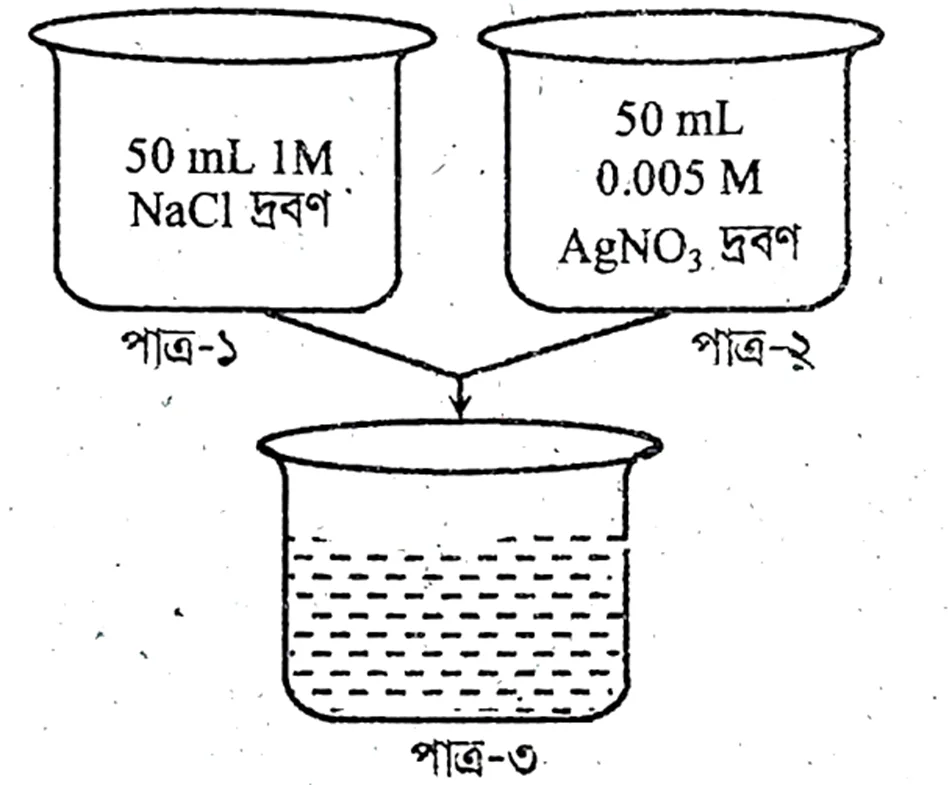 50 mL 1M
NaCl দ্রবণ
পাত্র-১
50 mL
0.005 M
AgNO₃ দ্রবণ
পাত্র-২
পাত্র-৩